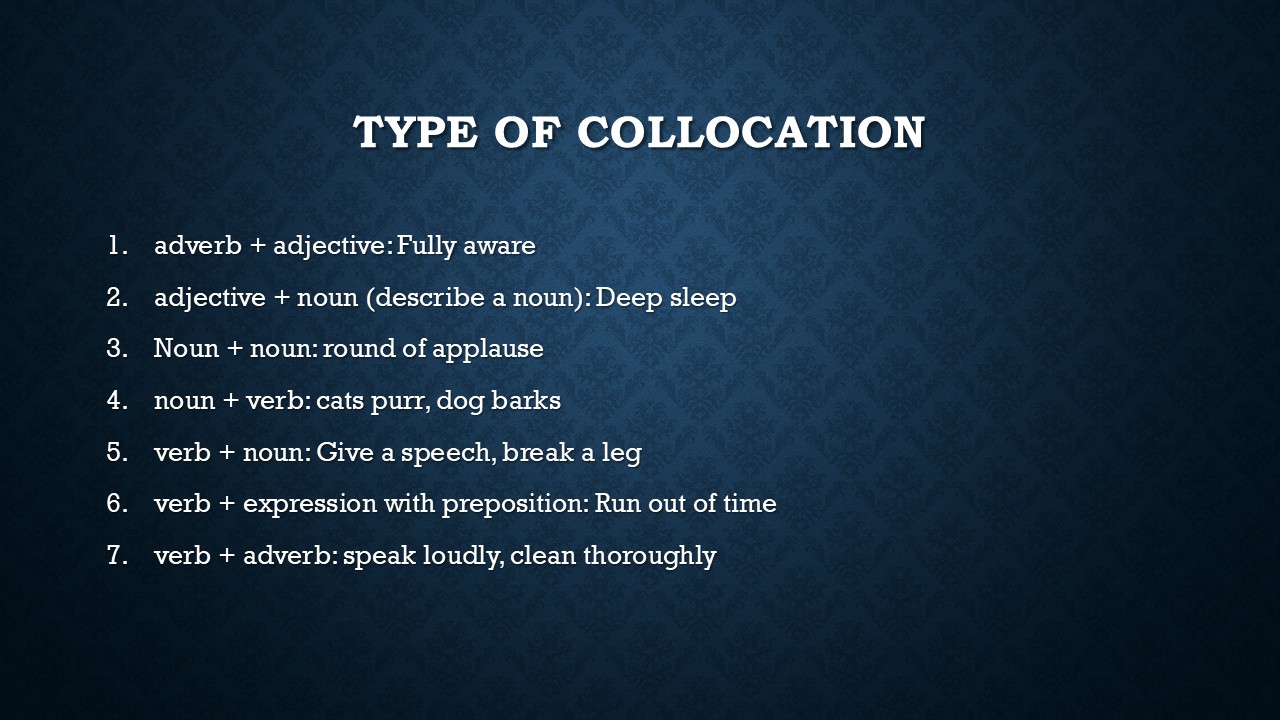 TYPE OF COLLOCATION
1. adverb + adjective: Fully aware
2. adjective + noun (describe a noun): Deep sleep
3. Noun + noun: round of applause
4. noun + verb: cats purr, dog barks
5. verb + noun: Give a speech, break a leg
6. verb + expression with preposition: Run out of time
7. verb + adverb: speak loudly, clean thoroughly